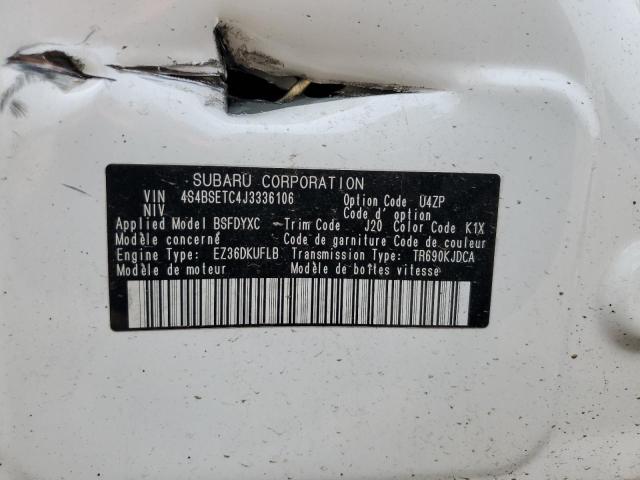 SUBARU CORPORATION
VIN 4S4BSETC4J3336106 Option Code U4ZP
NIV Code d' option
Applied Model BSFDYXC Trim Code J20 Color Code K1X
Modèle concerné Code de garniture Code de couleur
Engine Type: EZ36DKUFLB Transmission Type: TR690KJDCA
Modèle de moteur Modèle de boîtes vitesse